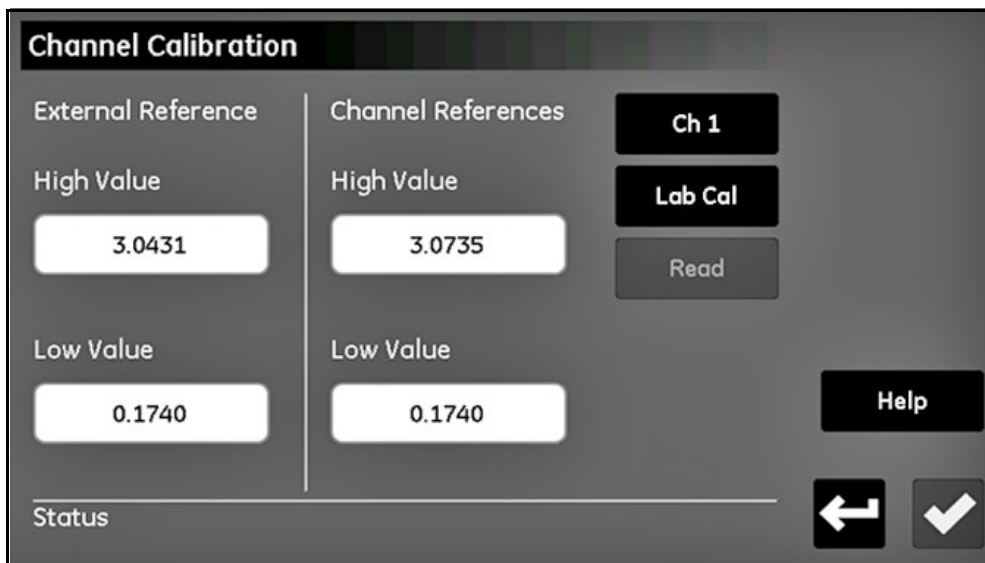 Channel Calibration
External Reference
High Value
3.0431
Low Value
0.1740
Channel References
High Value
3.0735
Low Value
0.1740
Ch 1
Lab Cal
Read
Help
Status